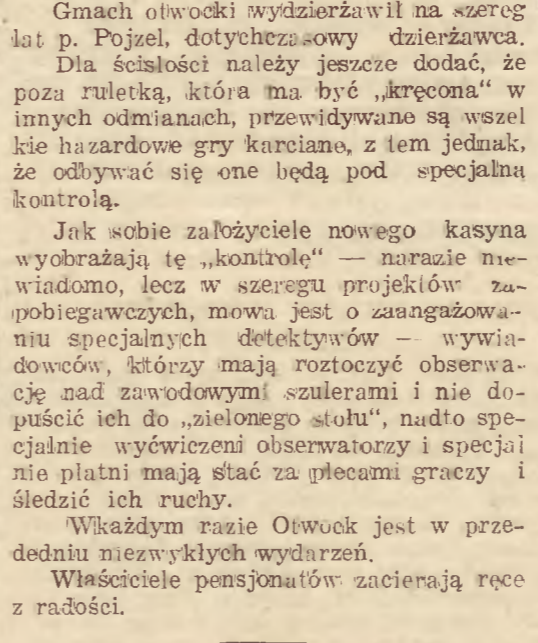 Gmach otwocki wydzierżawił na szereg
lat p. Pojzel, dotychczasowy dzierżawca.
Dla ścislości należy jeszcze dodać, że
poza ruletką, która ma być „kręcona“ w
innych odmianach, przewidywane są wszel
kie hazardowe gry karciane, z tem jednak,
że odbywać się one będą pod specjalną
kontrolą.
Jak sobie założyciele nowego kasyna
wyobrażają tę „kontrolę“ — narazie nie-
wiadomo, lecz w szeregu projektów za-
pobiegawczych, mowa jest o zaangażowa-
niu specjalnych detektywów — wywia-
dowców, którzy mają roztoczyć obserwa-
cję nad zawodowymi szulerami i nie do-
puścić ich do „zielonego stołu“, nadto spe-
cjalnie wyćwiczeni obserwatorzy i specjal
nie płatni mają stać za plecami graczy i
śledzić ich ruchy.
Wkażdym razie Otwock jest w prze-
dedniu niezwykłych wydarzeń.
Właściciele pensjonatów zacierają ręce
z radości.